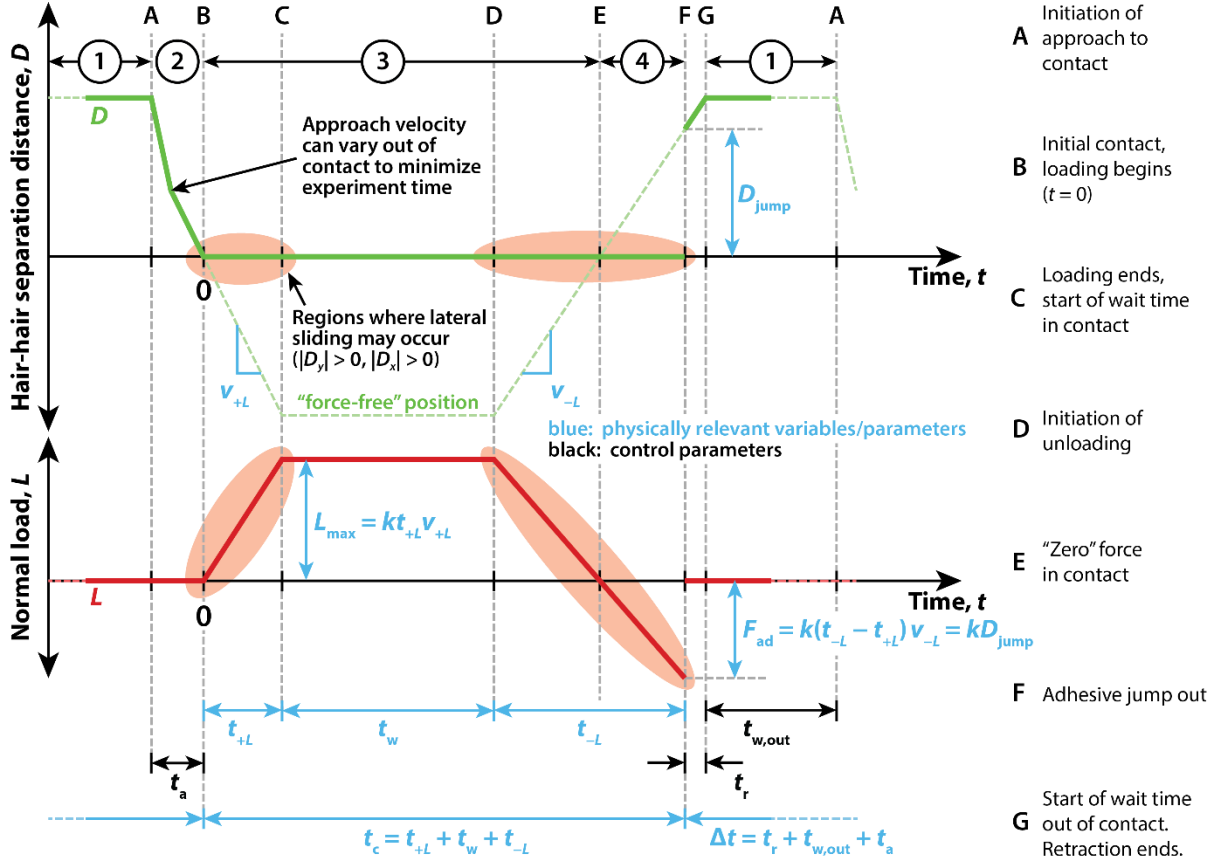 A B C D E F G A
1 2 3 4 1
Hair-hair separation distance, D
D
Approach velocity
can vary out of
contact to minimize
experiment time
D_jump
0
Time, t
Regions where lateral
sliding may occur
(|D_y| > 0, |D_x| > 0)
v_+L
v_–L
“force-free” position
blue: physically relevant variables/parameters
black: control parameters
Normal load, L
L_max = kt_+L v_+L
L
0
Time, t
F_ad = k(t_–L – t_+L) v_–L = kD_jump
t_+L
t_w
t_–L
t_w,out
t_a
t_r
t_c = t_+L + t_w + t_–L
Δt = t_r + t_w,out + t_a
A
Initiation of
approach to
contact
B
Initial contact,
loading begins
(t = 0)
C
Loading ends,
start of wait time
in contact
D
Initiation of
unloading
E
“Zero” force
in contact
F
Adhesive jump out
G
Start of wait time
out of contact.
Retraction ends.